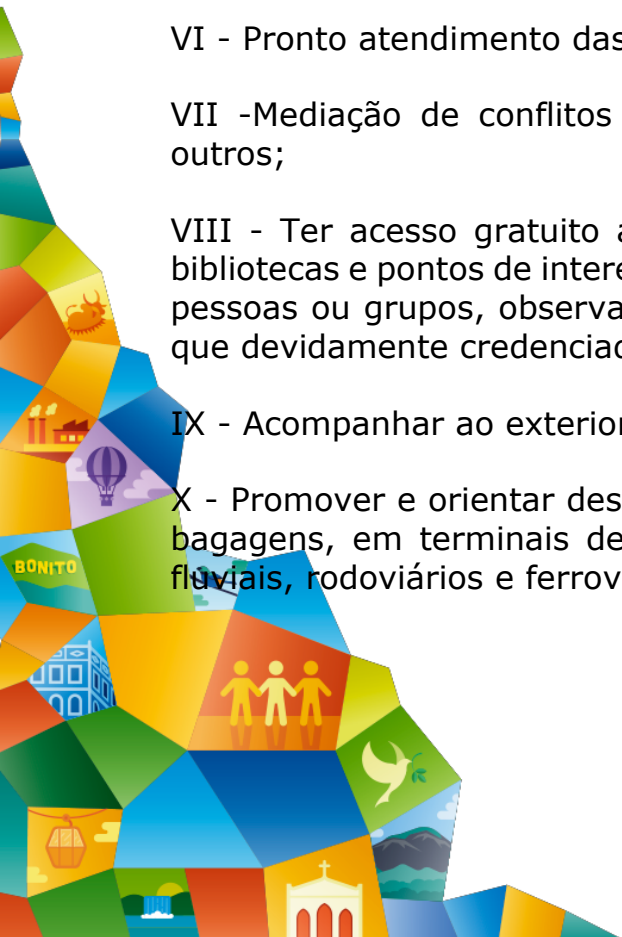 VI - Pronto atendimento das
VII -Mediação de conflitos
outros;
VIII - Ter acesso gratuito a
bibliotecas e pontos de intere
pessoas ou grupos, observa
que devidamente credenciad
IX - Acompanhar ao exterior
X - Promover e orientar des
bagagens, em terminais de
flúviais, rodoviários e ferrov
BONITO